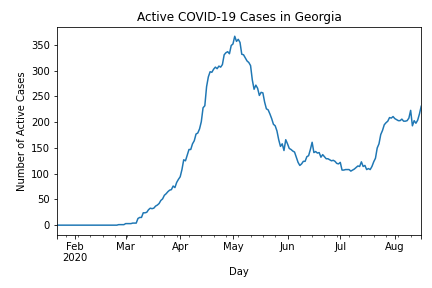 Active COVID-19 Cases in Georgia
Number of Active Cases
350
300
250
200
150
100
50
0
Feb Mar Apr May Jun Jul Aug
2020
Day